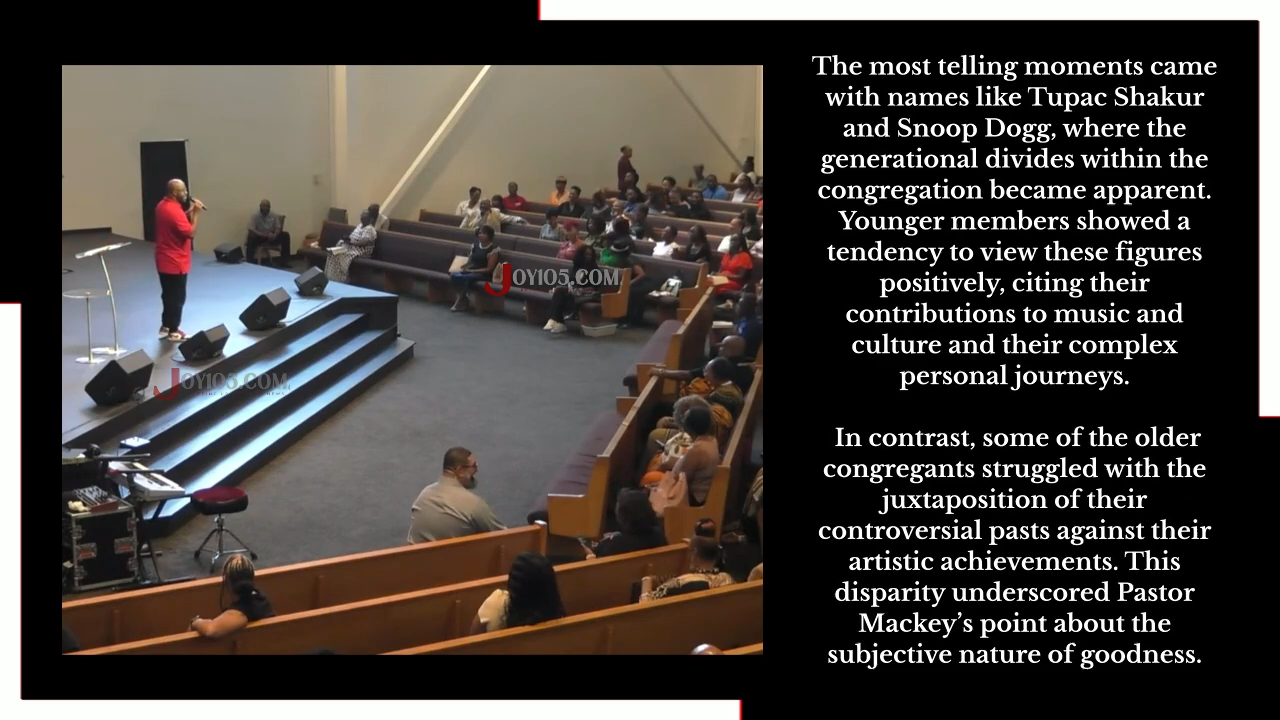 JOY105.COM
JOY105.COM
The most telling moments came
with names like Tupac Shakur
and Snoop Dogg, where the
generational divides within the
congregation became apparent.
Younger members showed a
tendency to view these figures
positively, citing their
contributions to music and
culture and their complex
personal journeys.
In contrast, some of the older
congregants struggled with the
juxtaposition of their
controversial pasts against their
artistic achievements. This
disparity underscored Pastor
Mackey’s point about the
subjective nature of goodness.